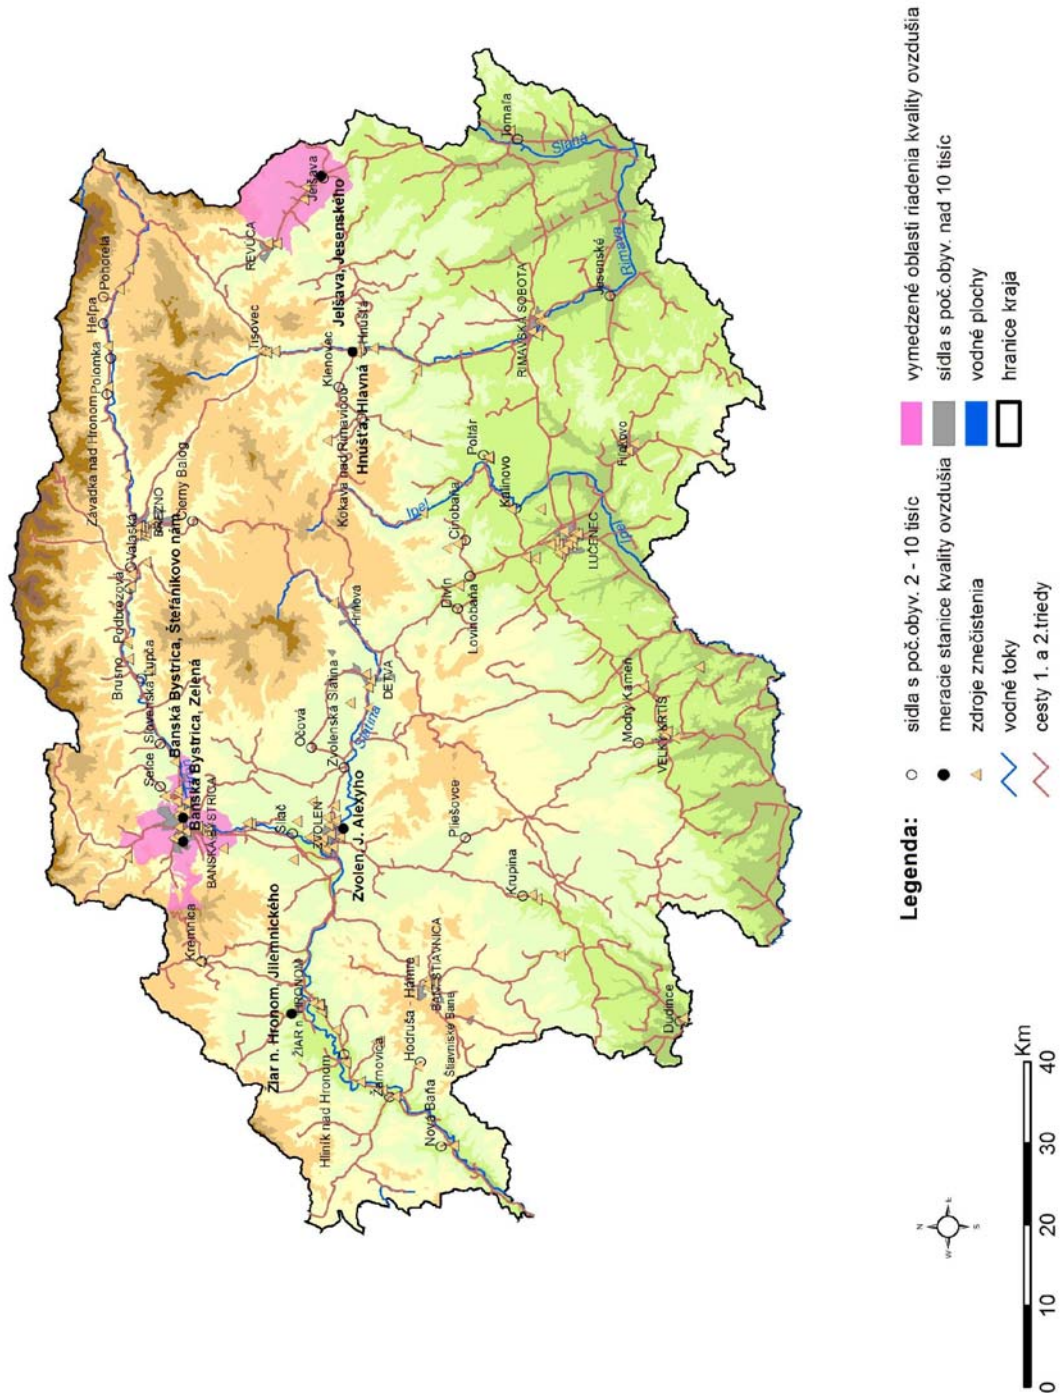 Závadka nad Hronom
Polomka
Heľpa
Pohorelá
Brusno
Podbrezová
Valaská
BREZNO
Čierny Balog
Slovenská Ľupča
Selce
Banská Bystrica, Štefánikovo nám.
Banská Bystrica, Zelená
BANSKÁ BYSTRICA
Kremnica
Tisovec
REVÚCA
Jelšava
Jelšava, Jesenského
Klenovec
Hnúšťa
Hnúšťa, Hlavná
Kokava nad Rimavicou
Hriňová
DETVA
Očová
Zvolenská Slatina
Slatina
Sliač
ZVOLEN
Zvolen, J. Alexyho
Žiar n. Hronom, Jilemnického
ŽIAR n. HRONOM
Hliník nad Hronom
Žarnovica
Hodruša - Hámre
BAN. ŠTIAVNICA
Štiavnické Bane
Nová Baňa
Pliešovce
Krupina
Divín
Lovinobaňa
Cinobaňa
Ipeľ
Poltár
Kalinovo
LUČENEC
Ipeľ
Fiľakovo
RIMAVSKÁ SOBOTA
Jesenské
Rimava
Slaná
Tornaľa
Modrý Kameň
VEĽKÝ KRTÍŠ
Dudince
Legenda:
sídla s poč.obyv. 2 - 10 tisíc
meracie stanice kvality ovzdušia
zdroje znečistenia
vodné toky
cesty 1. a 2.triedy
vymedzené oblasti riadenia kvality ovzdušia
sídla s poč.obyv. nad 10 tisíc
vodné plochy
hranice kraja
N
W
E
S
0 10 20 30 40
Km